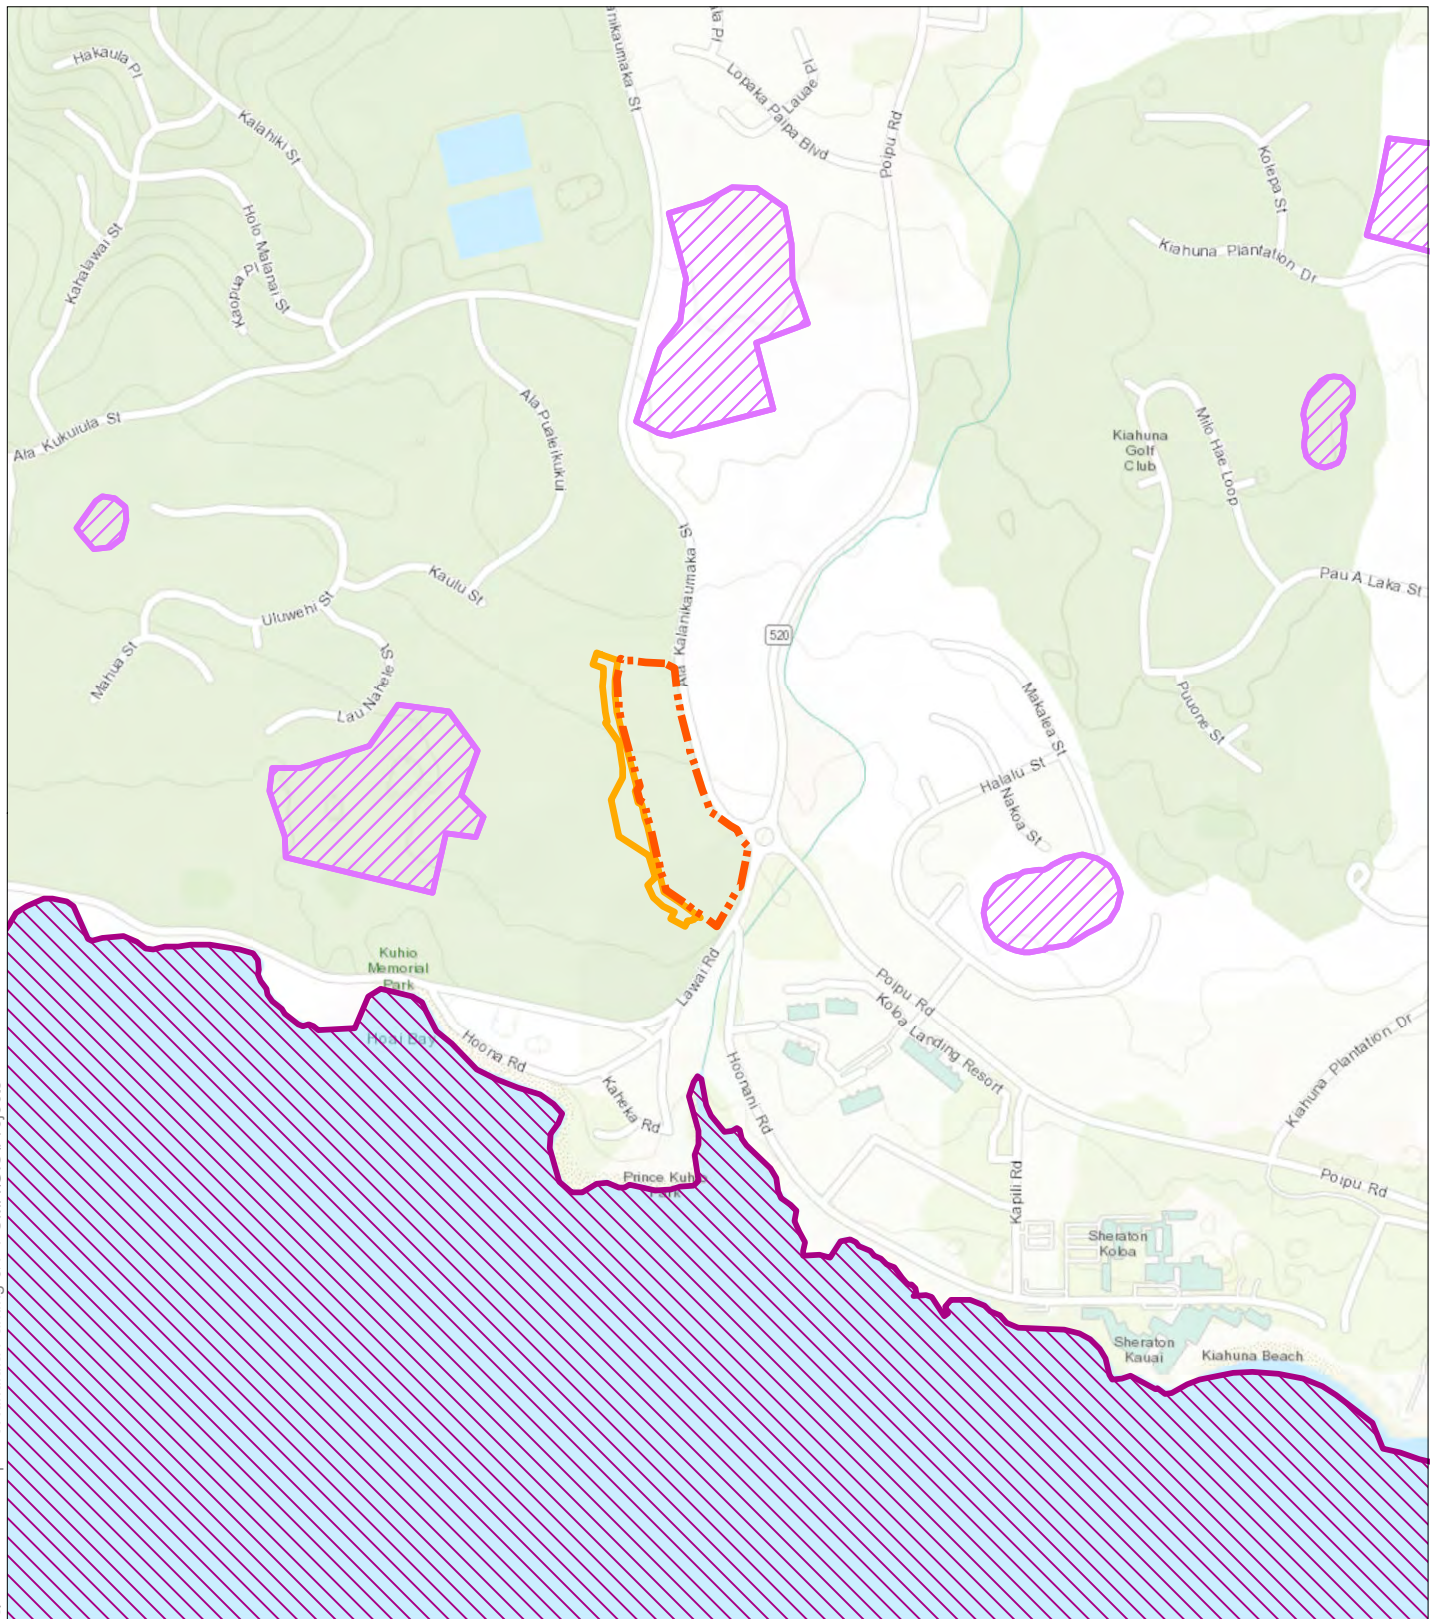 Hakaula Pl
Kalahiki St
Lopaka Paipa Blvd
Lauae Pl
Poipu Rd
Kolepa St
Kiahuna Plantation Dr
Kahalawai St
Holo Malanai St
Kaopua Pl
Ala Kukuiula St
Ala Pualeikukui
Kiahuna
Golf
Club
Milo Hae Loop
Pau A Laka St
Ala Kalanikaumaka St
Kaulu St
Uluwehi St
Mahua St
Lau Nahele St
520
Makalea St
Puuone St
Halalu St
Nakoa St
Kuhio
Memorial
Park
Hoai Bay
Lawai Rd
Poipu Rd
Koloa Landing Resort
Hoona Rd
Kaheka Rd
Hoonani Rd
Kiahuna Plantation Dr
Prince Kuhio
Park
Kapili Rd
Poipu Rd
Sheraton
Koloa
Sheraton
Kauai
Kiahuna Beach